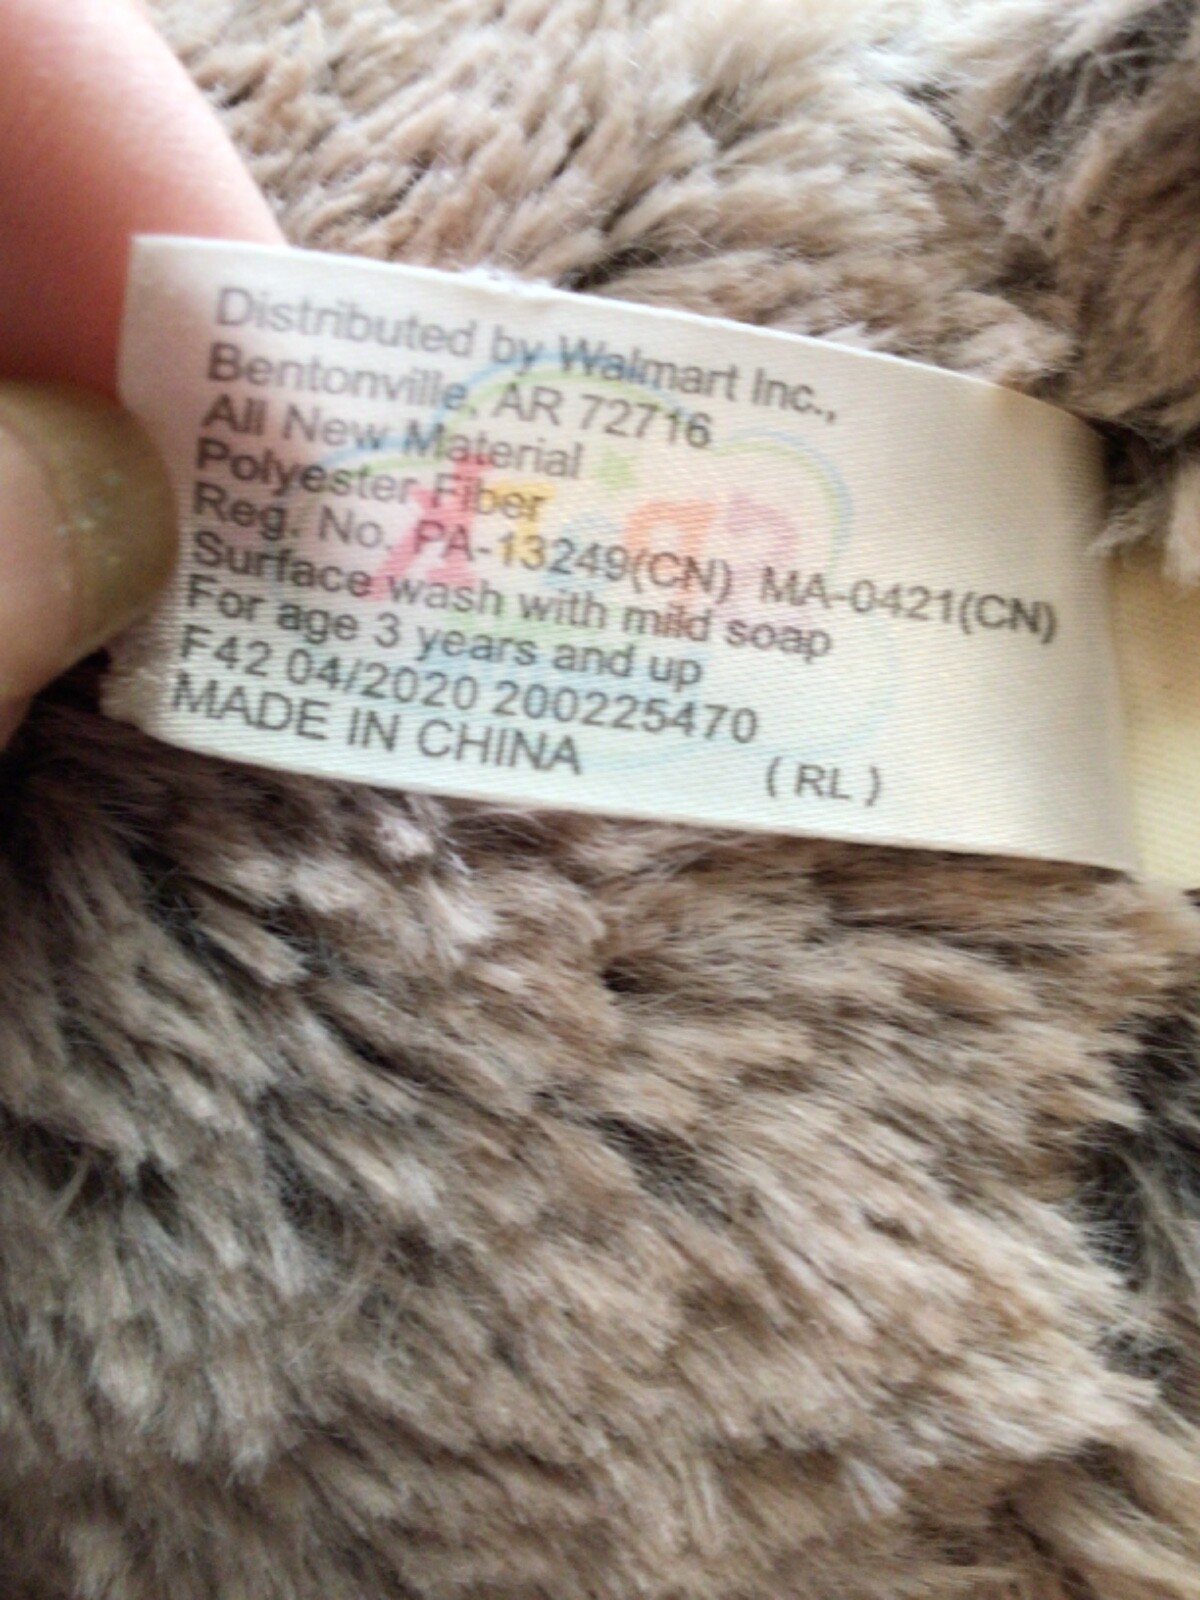 Distributed by Walmart Inc.,
Bentonville, AR 72716
All New Material
Polyester Fiber
Reg. No. PA-13249(CN) MA-0421(CN)
Surface wash with mild soap
For age 3 years and up
F42 04/2020 200225470
MADE IN CHINA
( RL )